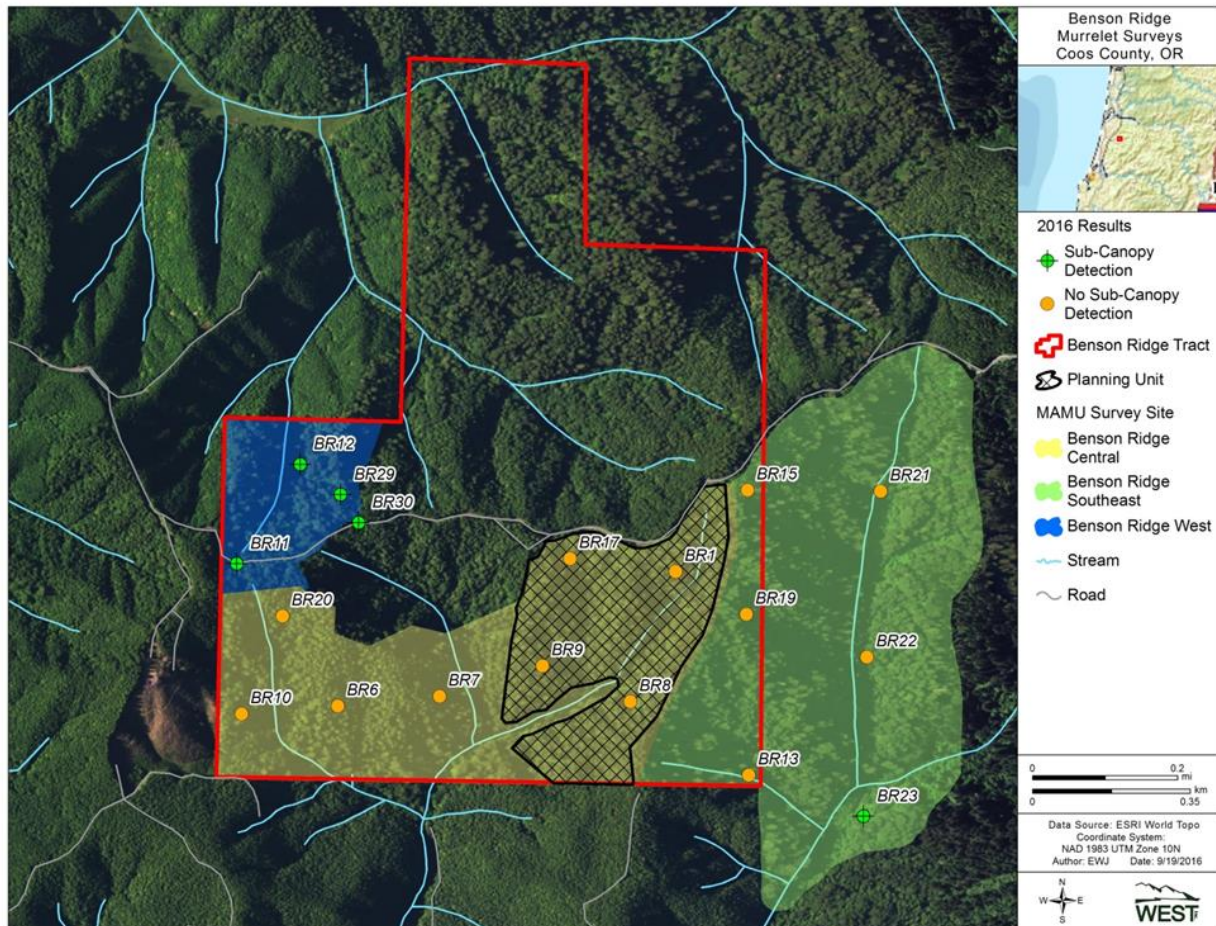 Benson Ridge
Murrelet Surveys
Coos County, OR
2016 Results
Sub-Canopy
Detection
No Sub-Canopy
Detection
Benson Ridge Tract
Planning Unit
MAMU Survey Site
Benson Ridge
Central
Benson Ridge
Southeast
Benson Ridge West
Stream
Road
0 0.2
mi
km
0 0.35
Data Source: ESRI World Topo
Coordinate System:
NAD 1983 UTM Zone 10N
Author: EWJ Date: 9/19/2016
N
W E
S
WEST
BR12
BR29
BR30
BR11
BR20
BR10
BR6
BR7
BR17
BR1
BR9
BR8
BR15
BR21
BR19
BR22
BR13
BR23